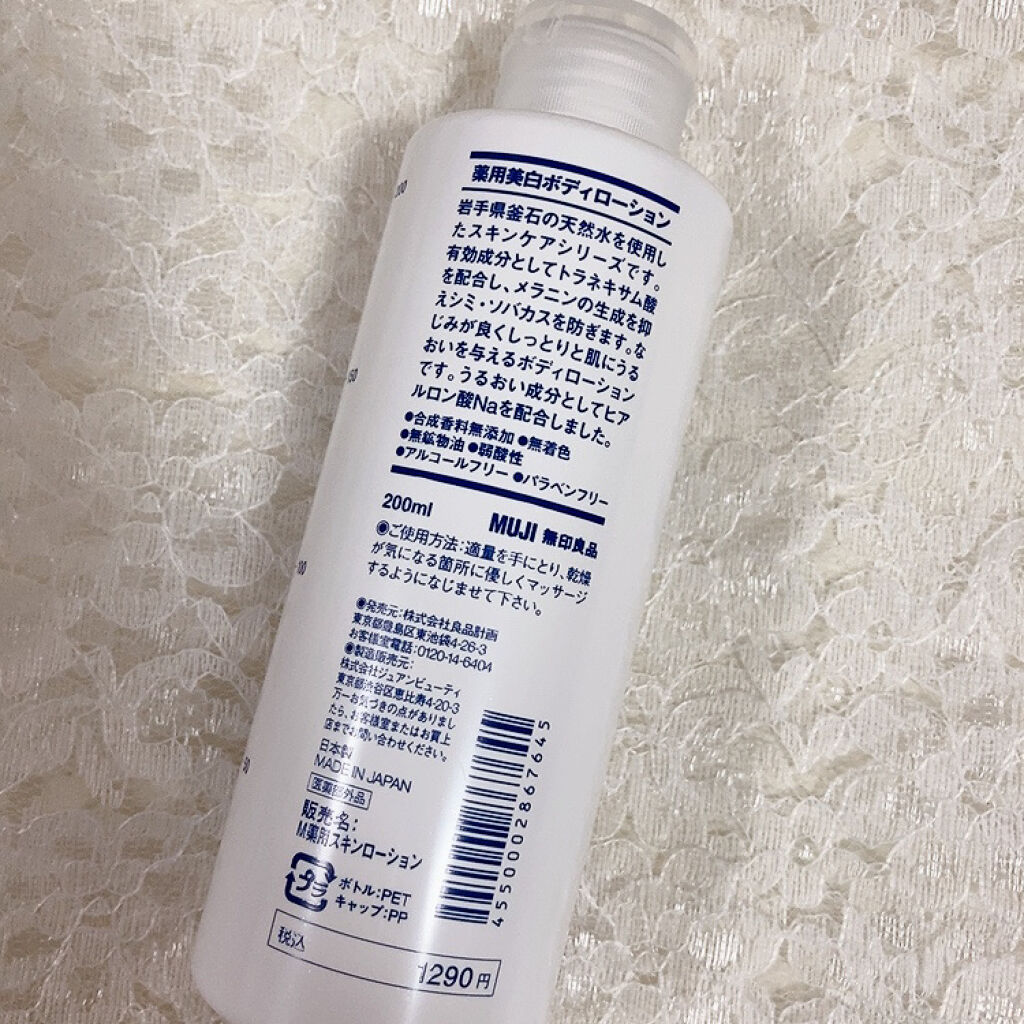 薬用美白ボディローション
岩手県釜石の天然水を使用し
たスキンケアシリーズです。
有効成分としてトラネキサム酸
を配合し、メラニンの生成を抑
えシミ・ソバカスを防ぎます。な
じみが良くしっとりと肌にうる
おいを与えるボディローション
です。うるおい成分としてヒア
ルロン酸Naを配合しました。
●合成香料無添加 ●無着色
●無鉱物油 ●弱酸性
●アルコールフリー ●パラベンフリー
200ml MUJI 無印良品
◉ご使用方法:適量を手にとり、乾燥
が気になる箇所に優しくマッサージ
するようになじませて下さい。
◉発売元:株式会社良品計画
東京都豊島区東池袋4-26-3
お客様室電話:0120-14-6404
◉製造販売元:
株式会社ジュアンビューティ
東京都渋谷区恵比寿4-20-3
万一お気づきの点がありまし
たら、お客様室またはお買上
店までお問い合わせください。
日本製
MADE IN JAPAN
医薬部外品
販売名:
M薬用スキンローション
プラ
ボトル:PET
キャップ:PP
4550002867645
税込 1290円
200
150
100
50